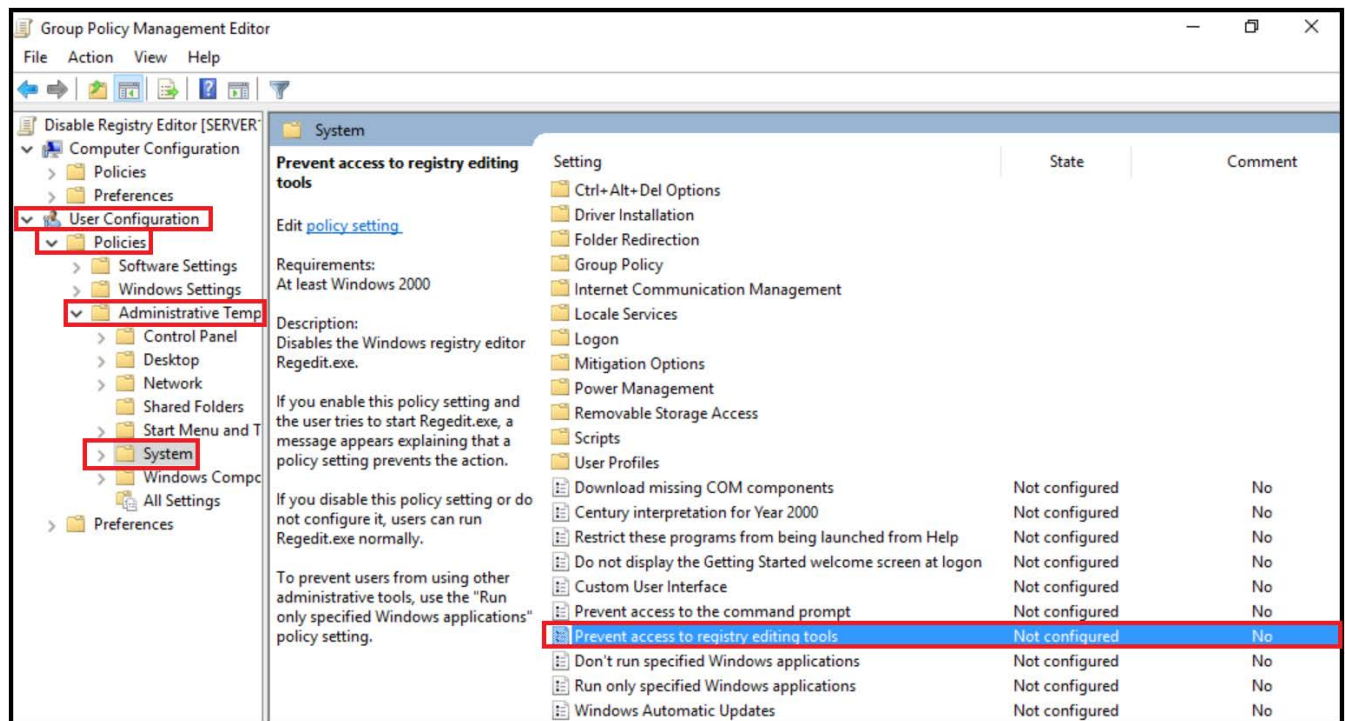 Group Policy Management Editor
File Action View Help
Disable Registry Editor [SERVER
Computer Configuration
Policies
Preferences
User Configuration
Policies
Software Settings
Windows Settings
Administrative Temp
Control Panel
Desktop
Network
Shared Folders
Start Menu and T
System
Windows Compc
All Settings
Preferences
System
Prevent access to registry editing
tools
Edit policy setting
Requirements:
At least Windows 2000
Description:
Disables the Windows registry editor
Regedit.exe.
If you enable this policy setting and
the user tries to start Regedit.exe, a
message appears explaining that a
policy setting prevents the action.
If you disable this policy setting or do
not configure it, users can run
Regedit.exe normally.
To prevent users from using other
administrative tools, use the "Run
only specified Windows applications"
policy setting.
Setting State Comment
Ctrl+Alt+Del Options
Driver Installation
Folder Redirection
Group Policy
Internet Communication Management
Locale Services
Logon
Mitigation Options
Power Management
Removable Storage Access
Scripts
User Profiles
Download missing COM components Not configured No
Century interpretation for Year 2000 Not configured No
Restrict these programs from being launched from Help Not configured No
Do not display the Getting Started welcome screen at logon Not configured No
Custom User Interface Not configured No
Prevent access to the command prompt Not configured No
Prevent access to registry editing tools Not configured No
Don't run specified Windows applications Not configured No
Run only specified Windows applications Not configured No
Windows Automatic Updates Not configured No